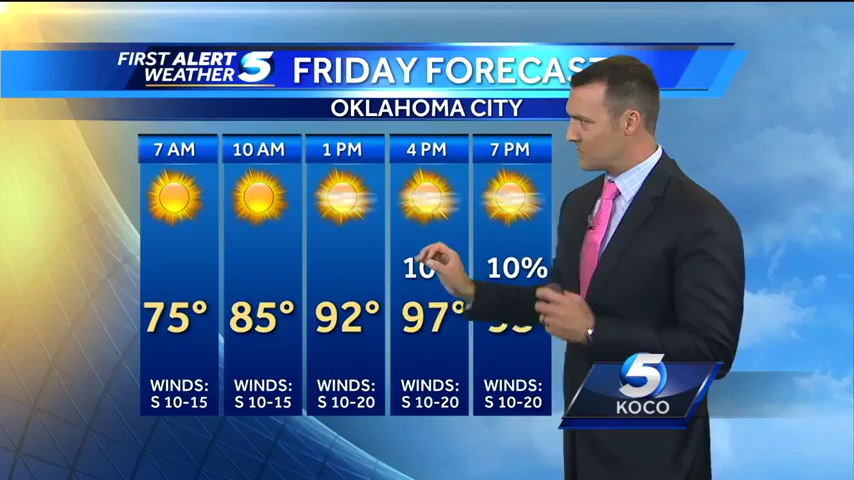 FIRST ALERT
WEATHER 5
FRIDAY FORECAS
OKLAHOMA CITY
7 AM 10 AM 1 PM 4 PM 7 PM
10 10%
75° 85° 92° 97°
WINDS: WINDS: WINDS: WINDS: WINDS:
S 10-15 S 10-15 S 10-20 S 10-20 S 10-20
5
KOCO